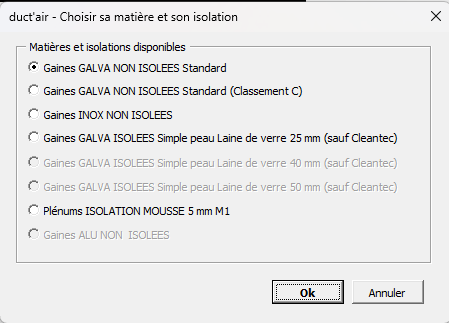 duct'air - Choisir sa matière et son isolation
Matières et isolations disponibles
Gaines GALVA NON ISOLEES Standard
Gaines GALVA NON ISOLEES Standard (Classement C)
Gaines INOX NON ISOLEES
Gaines GALVA ISOLEES Simple peau Laine de verre 25 mm (sauf Cleantec)
Gaines GALVA ISOLEES Simple peau Laine de verre 40 mm (sauf Cleantec)
Gaines GALVA ISOLEES Simple peau Laine de verre 50 mm (sauf Cleantec)
Plénums ISOLATION MOUSSE 5 mm M1
Gaines ALU NON  ISOLEES
Ok
Annuler